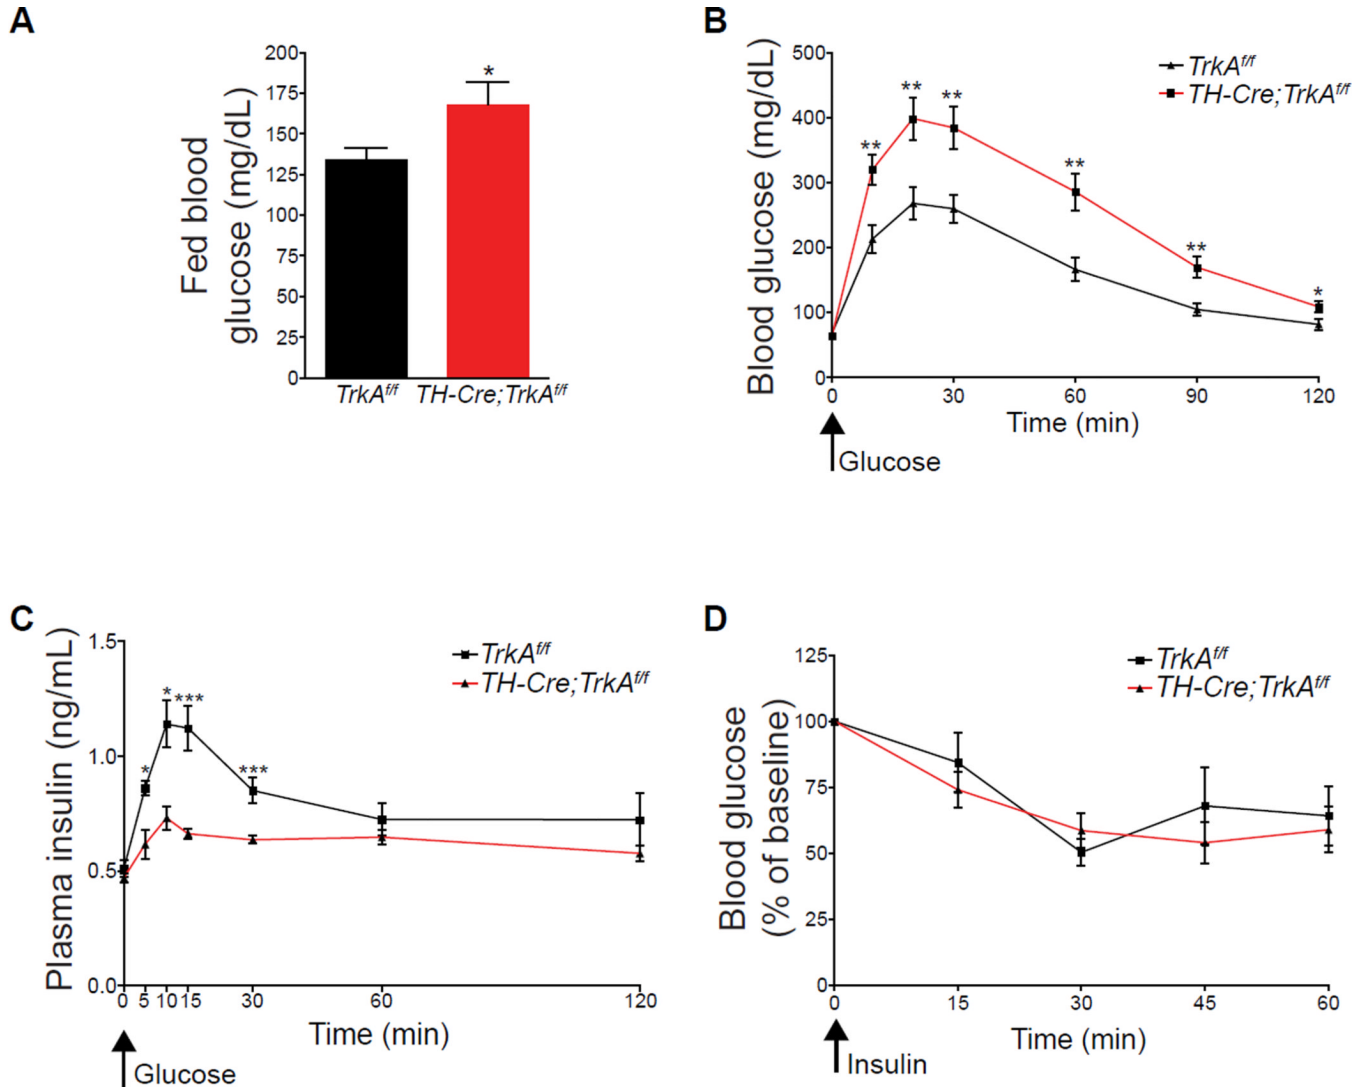 A
Fed blood
glucose (mg/dL)
200
175
150
125
100
75
50
25
0
*
TrkAf/f
TH-Cre;TrkAf/f
B
Blood glucose (mg/dL)
500
400
300
200
100
0
TrkAf/f
TH-Cre;TrkAf/f
**
**
**
**
**
*
0
30
60
90
120
Time (min)
Glucose
C
Plasma insulin (ng/mL)
1.5
1.0
0.5
0.0
TrkAf/f
TH-Cre;TrkAf/f
*
*
***
***
0
5
10
15
30
60
120
Time (min)
Glucose
D
Blood glucose
(% of baseline)
125
100
75
50
25
0
TrkAf/f
TH-Cre;TrkAf/f
0
15
30
45
60
Time (min)
Insulin